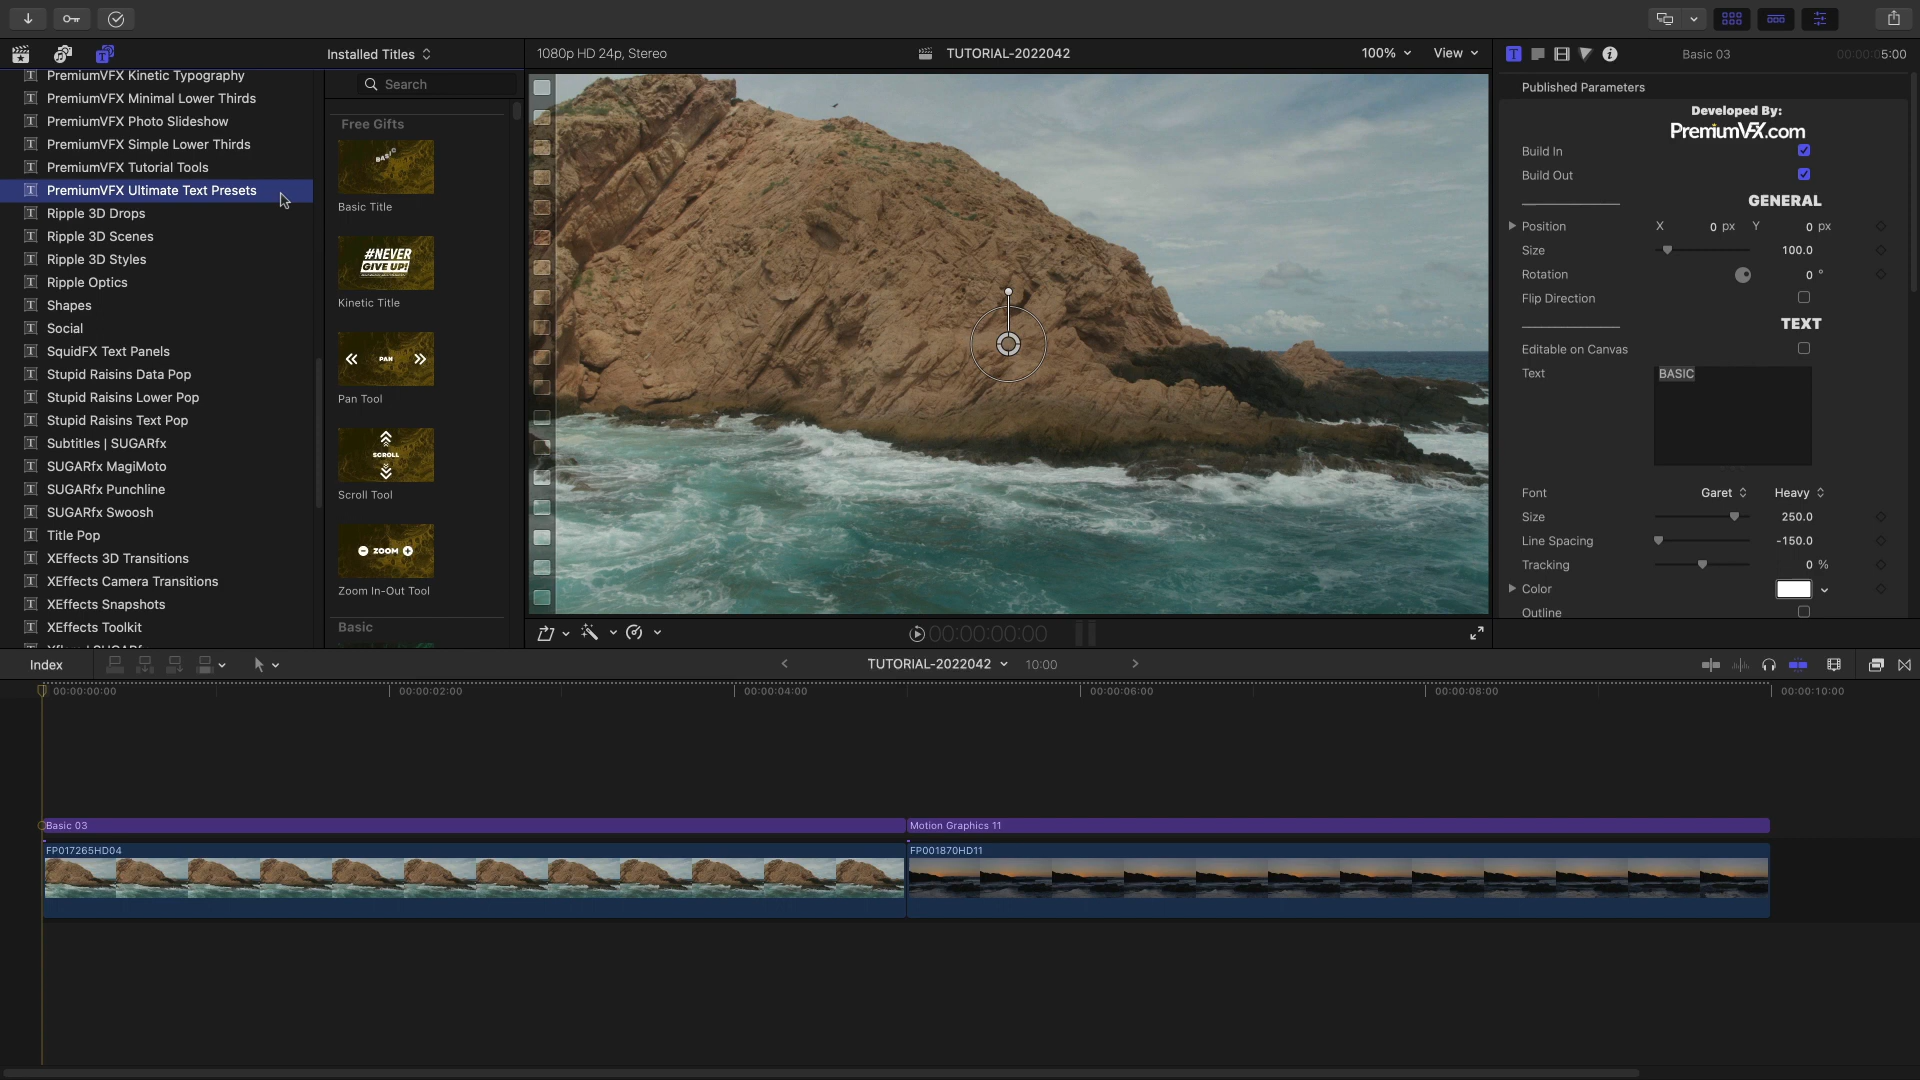 Installed Titles
1080p HD 24p, Stereo
TUTORIAL-2022042
100%
View
Basic 03
00:00:05:00
PremiumVFX Kinetic Typography
PremiumVFX Minimal Lower Thirds
PremiumVFX Photo Slideshow
PremiumVFX Simple Lower Thirds
PremiumVFX Tutorial Tools
PremiumVFX Ultimate Text Presets
Ripple 3D Drops
Ripple 3D Scenes
Ripple 3D Styles
Ripple Optics
Shapes
Social
SquidFX Text Panels
Stupid Raisins Data Pop
Stupid Raisins Lower Pop
Stupid Raisins Text Pop
Subtitles | SUGARfx
SUGARfx MagiMoto
SUGARfx Punchline
SUGARfx Swoosh
Title Pop
XEffects 3D Transitions
XEffects Camera Transitions
XEffects Snapshots
XEffects Toolkit
Search
Free Gifts
BASIC
Basic Title
#NEVER
GIVE UP!
Kinetic Title
PAN
Pan Tool
SCROLL
Scroll Tool
ZOOM
Zoom In-Out Tool
Basic
Published Parameters
Developed By:
PremiumVFX.com
Build In
Build Out
GENERAL
Position X 0 px Y 0 px
Size 100.0
Rotation 0 °
Flip Direction
TEXT
Editable on Canvas
Text BASIC
Font Garet Heavy
Size 250.0
Line Spacing -150.0
Tracking 0 %
Color
Outline
00:00:00:00
Index
TUTORIAL-2022042 10:00
00:00:00:00 00:00:02:00 00:00:04:00 00:00:06:00 00:00:08:00 00:00:10:00
Basic 03
Motion Graphics 11
FP017265HD04
FP001870HD11